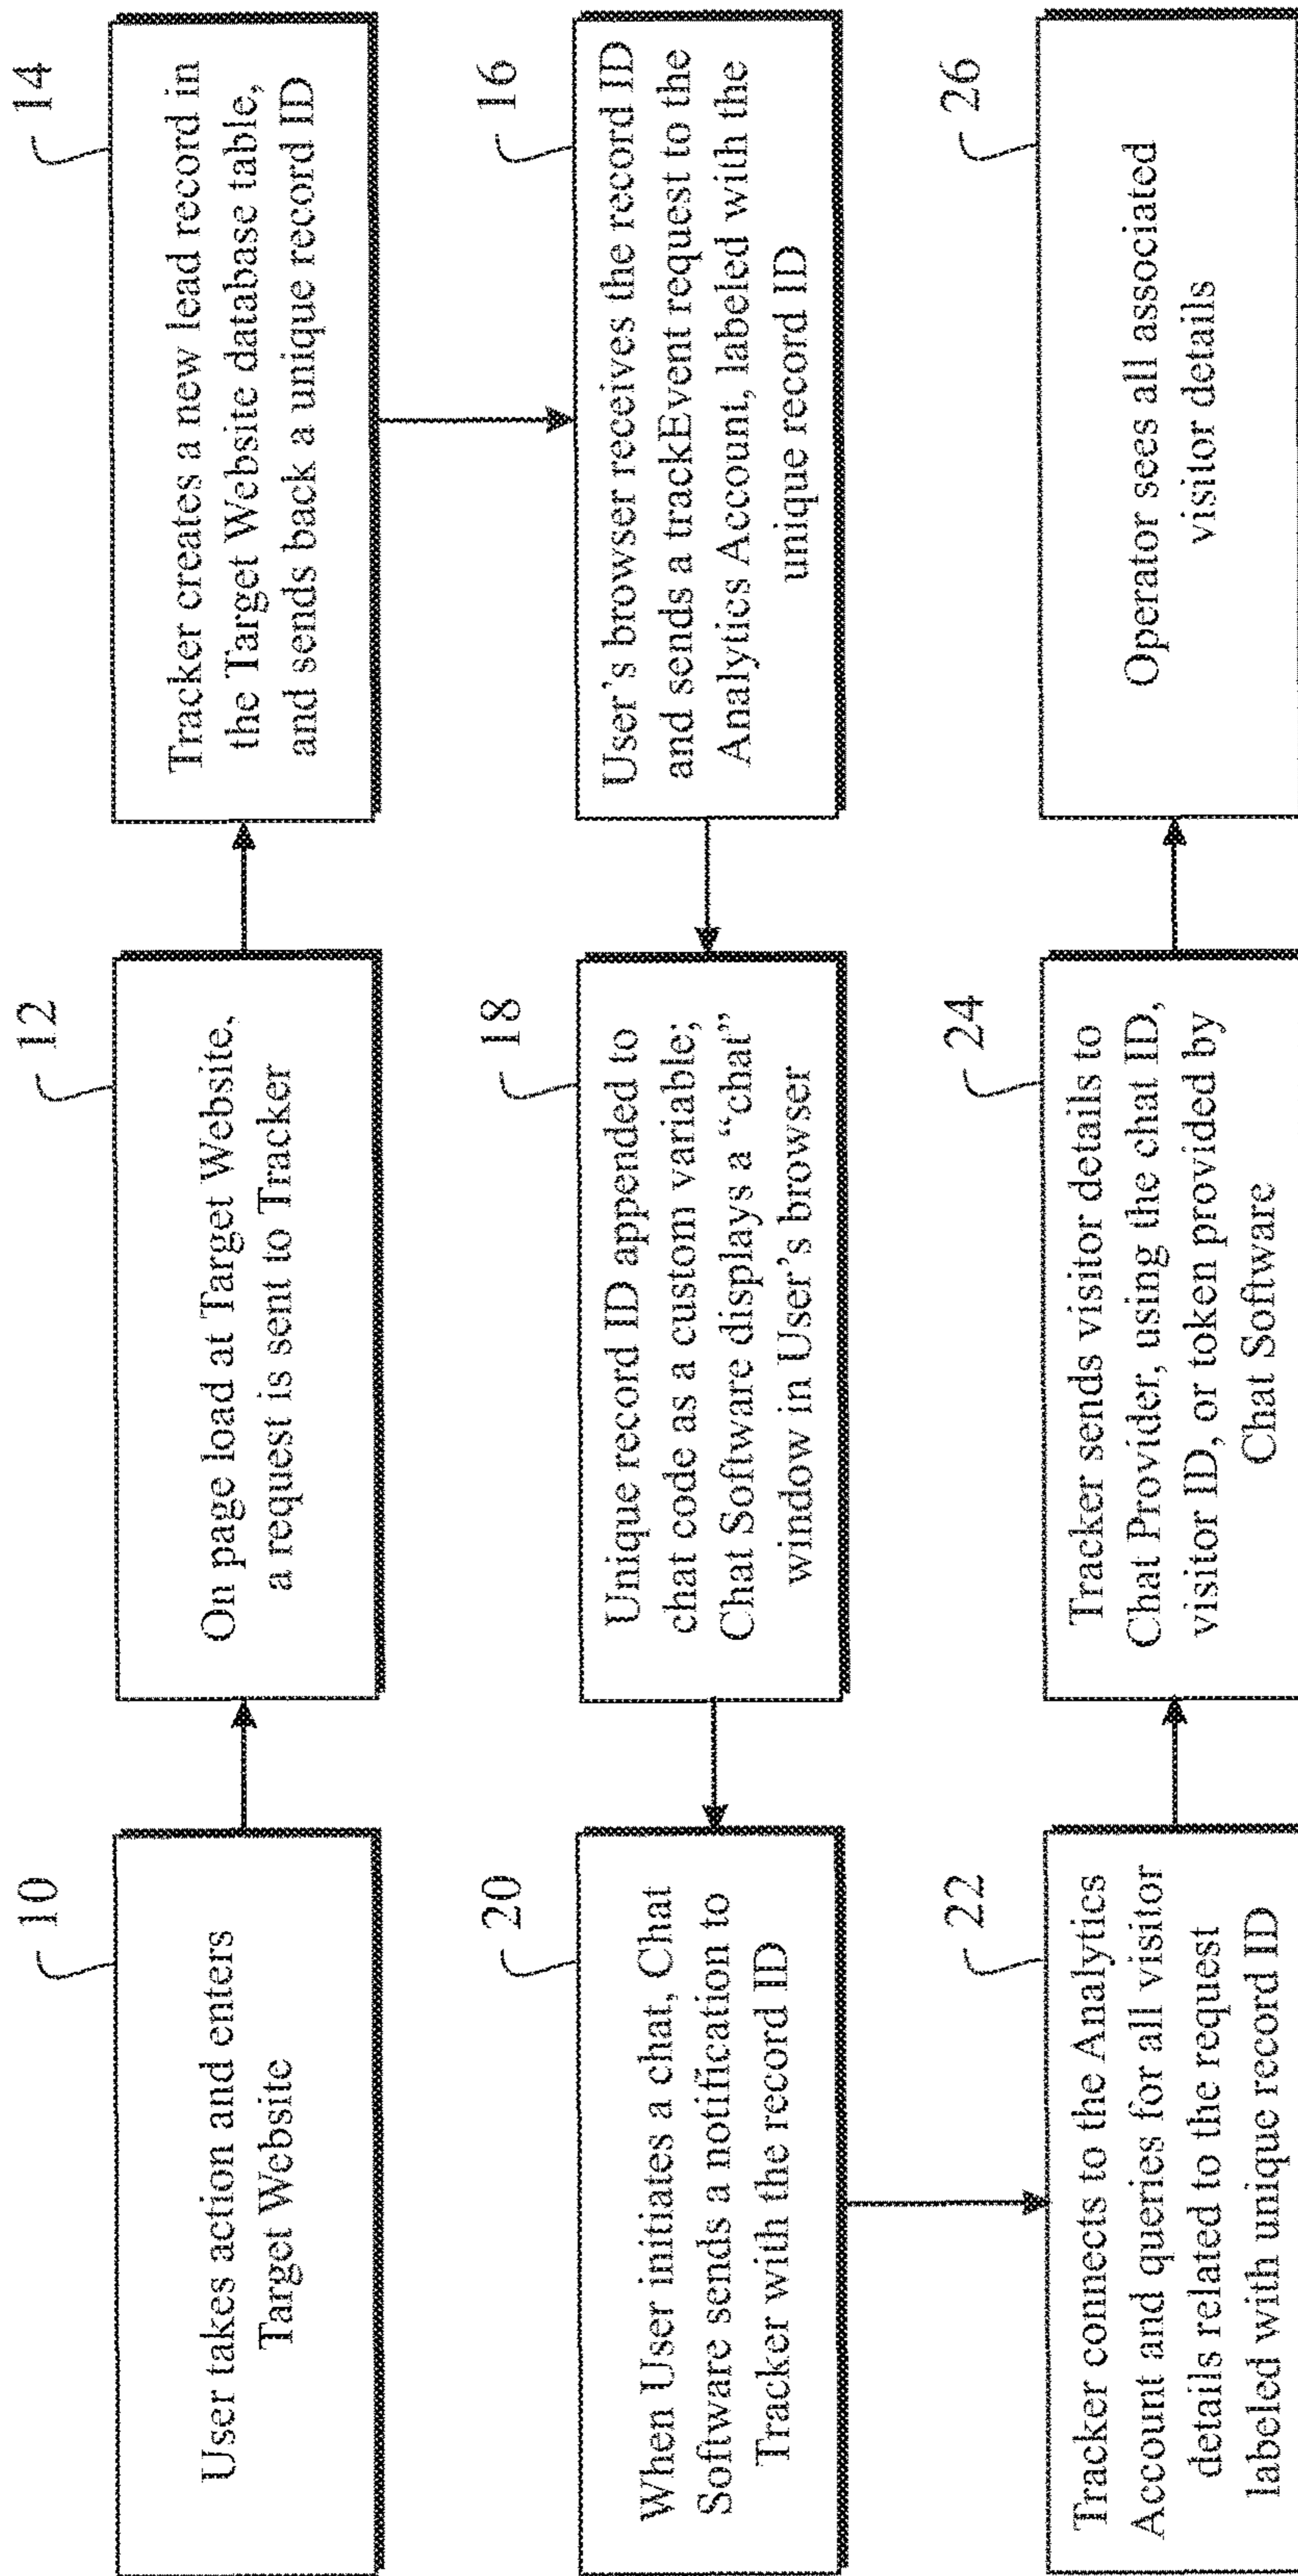 10
User takes action and enters
Target Website
12
On page load at Target Website,
a request is sent to Tracker
14
Tracker creates a new lead record in
the Target Website database table,
and sends back a unique record ID
16
User's browser receives the record ID
and sends a trackEvent request to the
Analytics Account, labeled with the
unique record ID
18
Unique record ID appended to
chat code as a custom variable;
Chat Software displays a “chat”
window in User's browser
20
When User initiates a chat, Chat
Software sends a notification to
Tracker with the record ID
22
Tracker connects to the Analytics
Account and queries for all visitor
details related to the request
labeled with unique record ID
24
Tracker sends visitor details to
Chat Provider, using the chat ID,
visitor ID, or token provided by
Chat Software
26
Operator sees all associated
visitor details